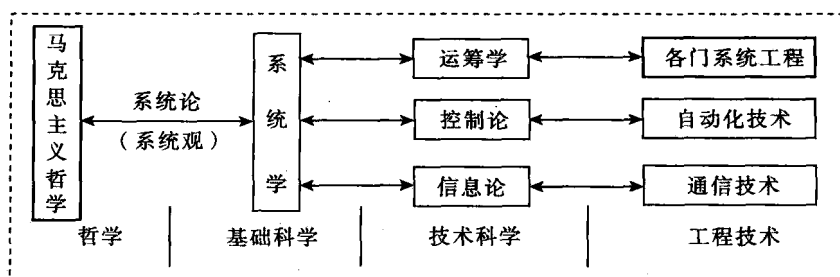 马克思主义哲学
系统论
（系统观）
系统学
运筹学
各门系统工程
控制论
自动化技术
信息论
通信技术
哲学
基础科学
技术科学
工程技术